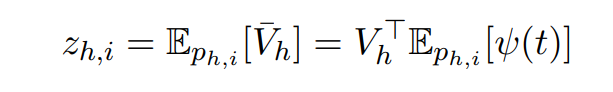 $z_{h,i} = \mathbb{E}_{p_{h,i}}[\bar{V}_h] = V_h^\top \mathbb{E}_{p_{h,i}}[\psi(t)]$